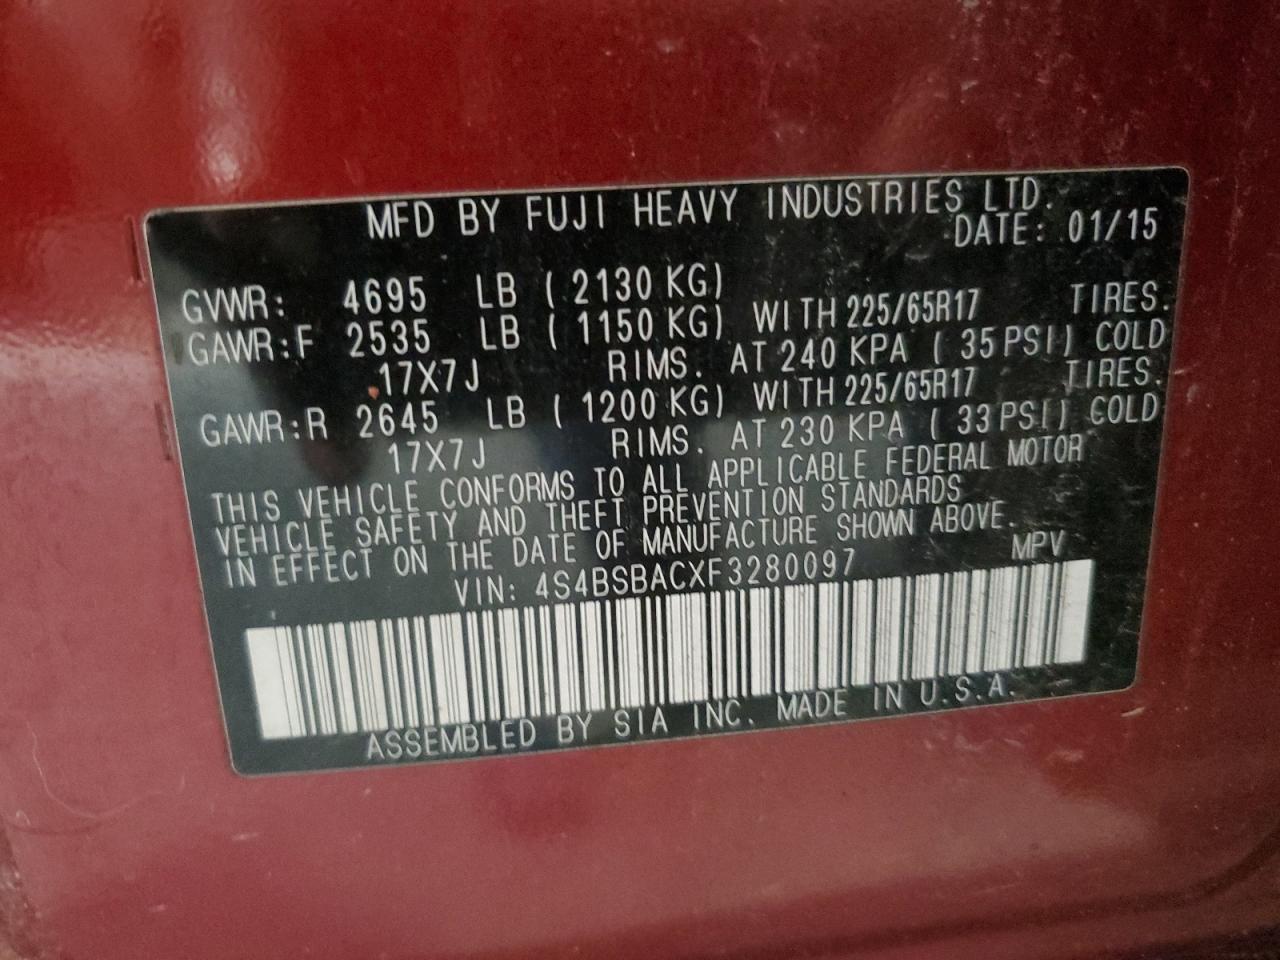 MFD BY FUJI HEAVY INDUSTRIES LTD.
DATE: 01/15
GVWR: 4695 LB ( 2130 KG)
GAWR:F 2535 LB ( 1150 KG) WITH 225/65R17 TIRES.
17X7J RIMS. AT 240 KPA ( 35 PSI) COLD
GAWR:R 2645 LB ( 1200 KG) WITH 225/65R17 TIRES.
17X7J RIMS. AT 230 KPA ( 33 PSI) COLD
THIS VEHICLE CONFORMS TO ALL APPLICABLE FEDERAL MOTOR
VEHICLE SAFETY AND THEFT PREVENTION STANDARDS
IN EFFECT ON THE DATE OF MANUFACTURE SHOWN ABOVE.
VIN: 4S4BSBACXF3280097 MPV
ASSEMBLED BY SIA INC. MADE IN U.S.A.